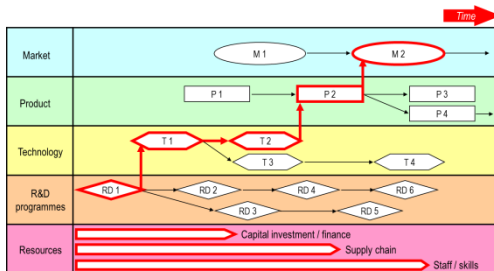 Time
Market
M 1
M 2
Product
P 1
P 2
P 3
P 4
Technology
T 1
T 2
T 3
T 4
R&D
programmes
RD 1
RD 2
RD 4
RD 6
RD 3
RD 5
Resources
Capital investment / finance
Supply chain
Staff / skills